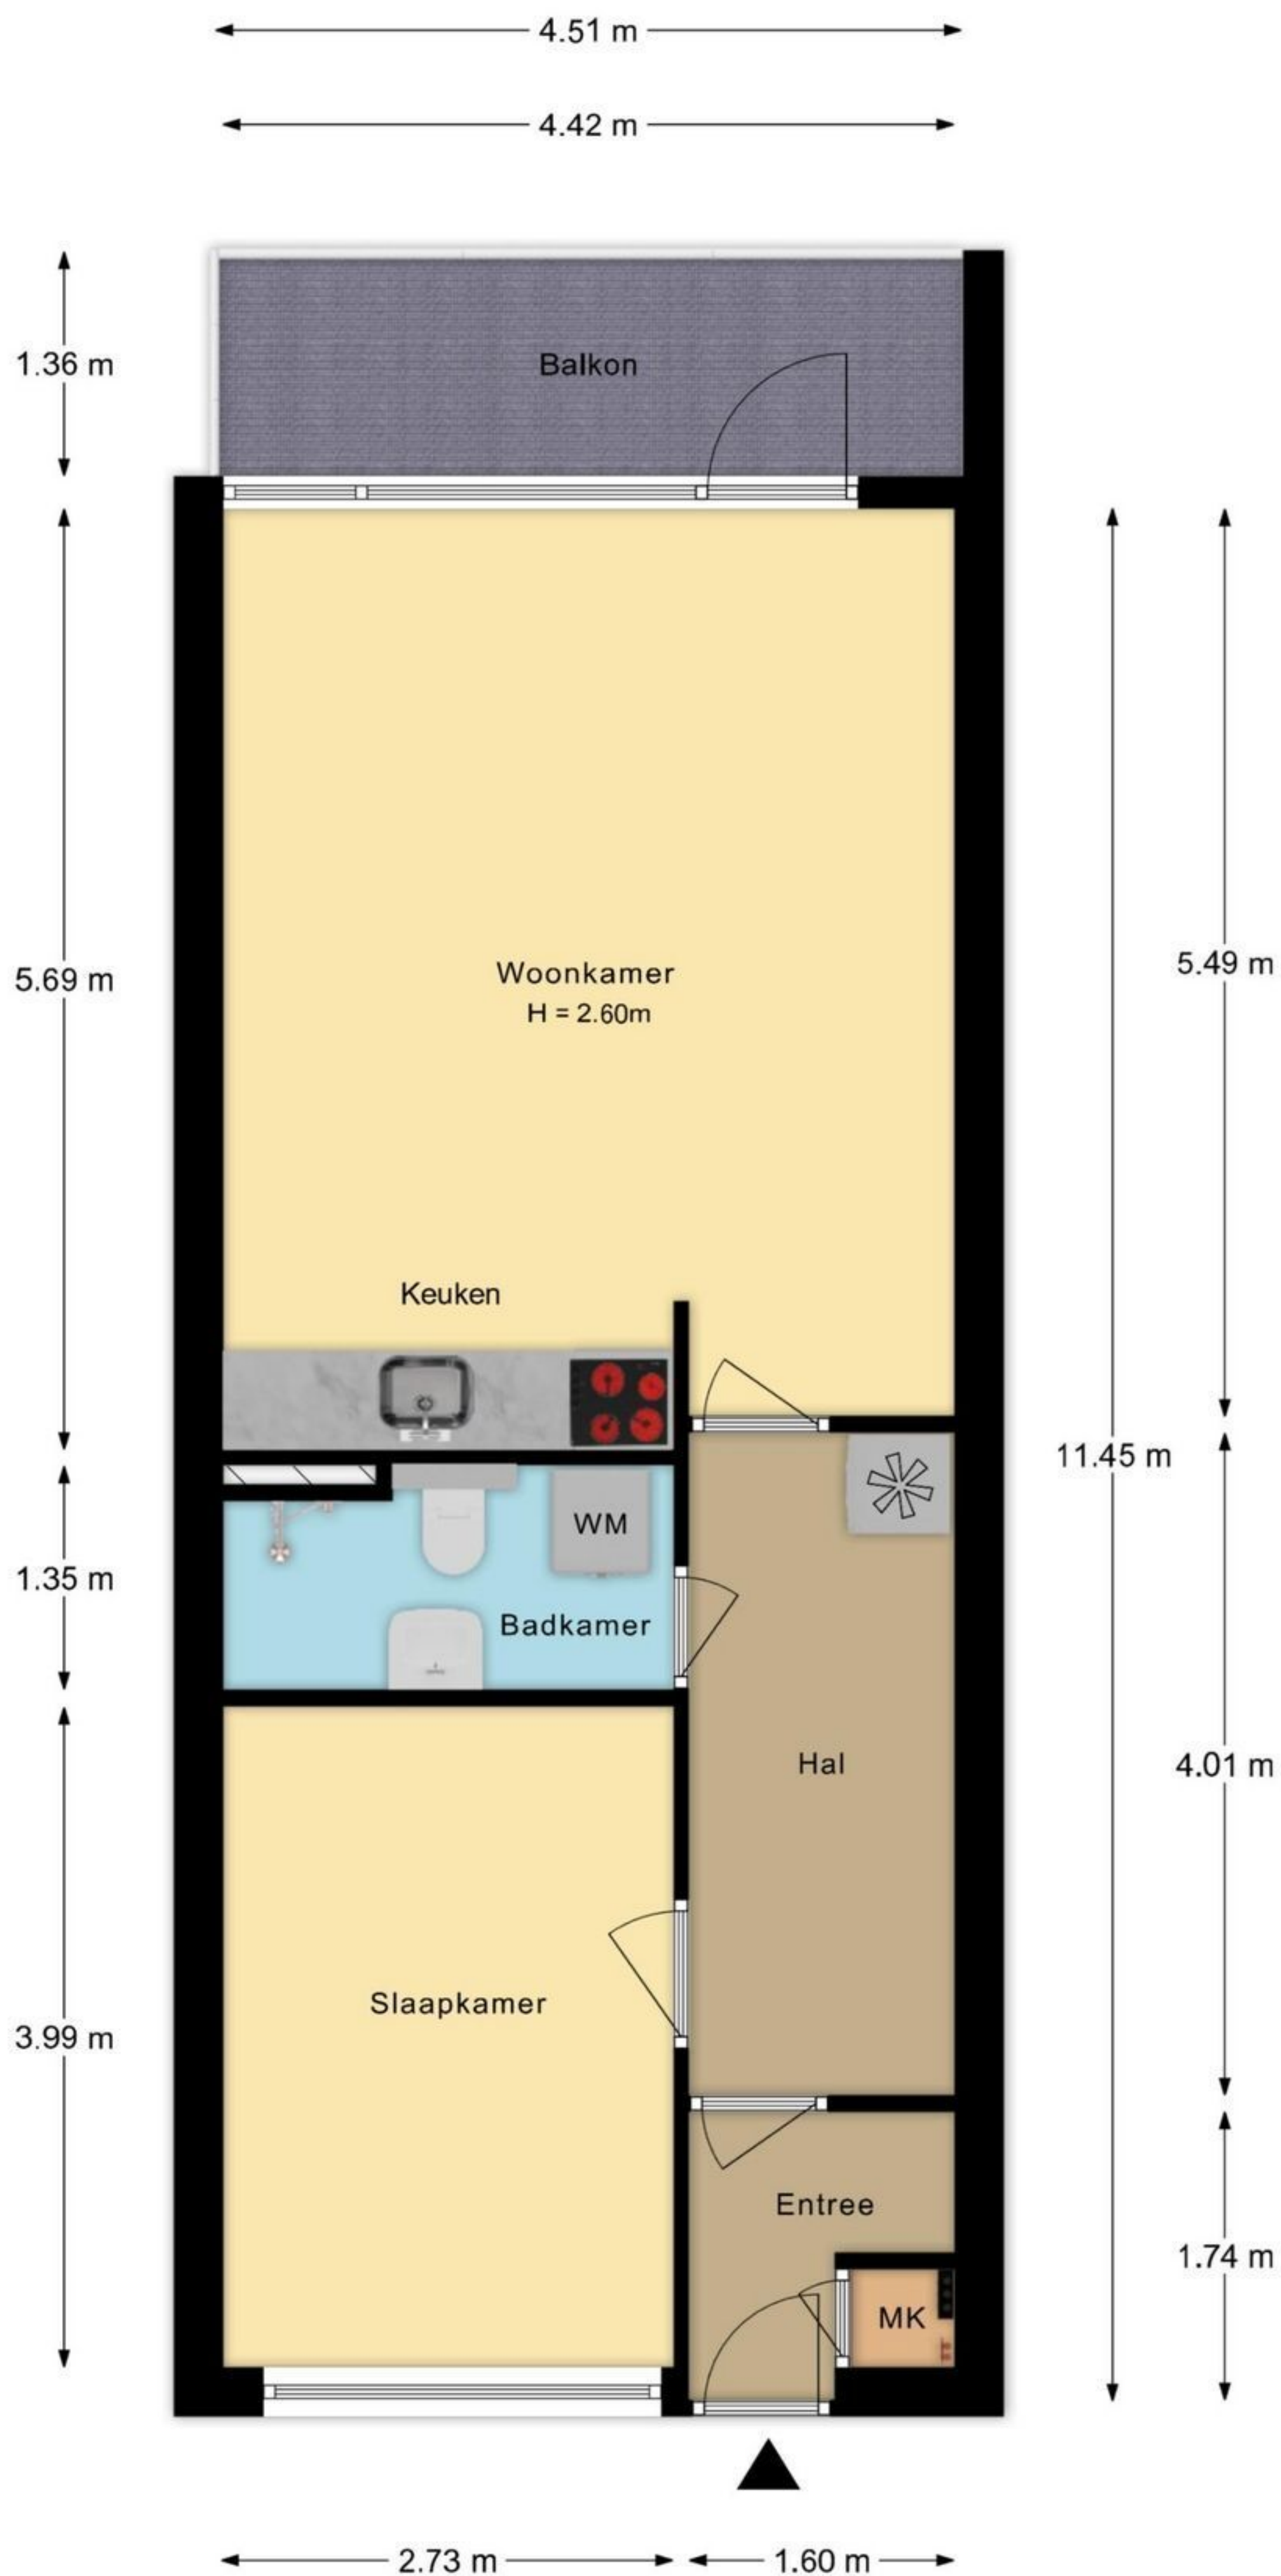 4.51 m
4.42 m
1.36 m
Balkon
5.69 m
Woonkamer
H = 2.60m
5.49 m
Keuken
11.45 m
WM
1.35 m
Badkamer
Hal
4.01 m
Slaapkamer
3.99 m
Entree
1.74 m
MK
2.73 m
1.60 m